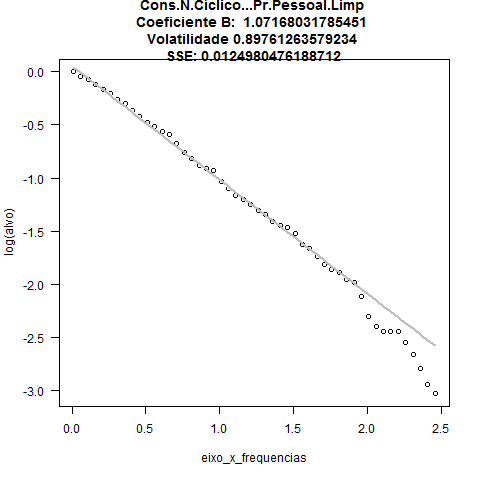 Cons.N.Ciclico...Pr.Pessoal.Limp
Coeficiente B:  1.07168031785451
Volatilidade 0.89761263579234
SSE: 0.0124980476188712
0.0
-0.5
-1.0
-1.5
-2.0
-2.5
-3.0
log(alvo)
0.0 0.5 1.0 1.5 2.0 2.5
eixo_x_frequencias